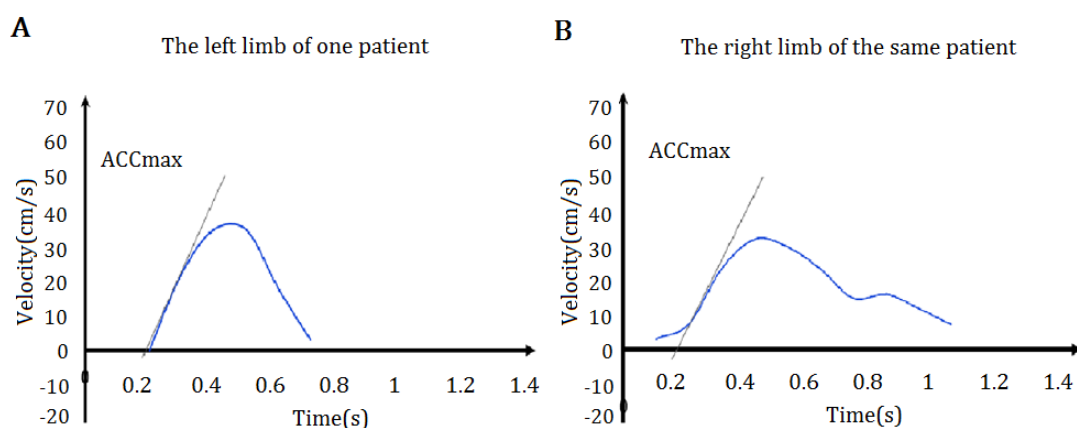 A
The left limb of one patient
70
60
50
40
30
20
10
0
-10
-20
Velocity(cm/s)
ACCmax
0
0.2 0.4 0.6 0.8 1 1.2 1.4
Time(s)
B
The right limb of the same patient
70
60
50
40
30
20
10
0
-10
-20
Velocity(cm/s)
ACCmax
0
0.2 0.4 0.6 0.8 1 1.2 1.4
Time(s)